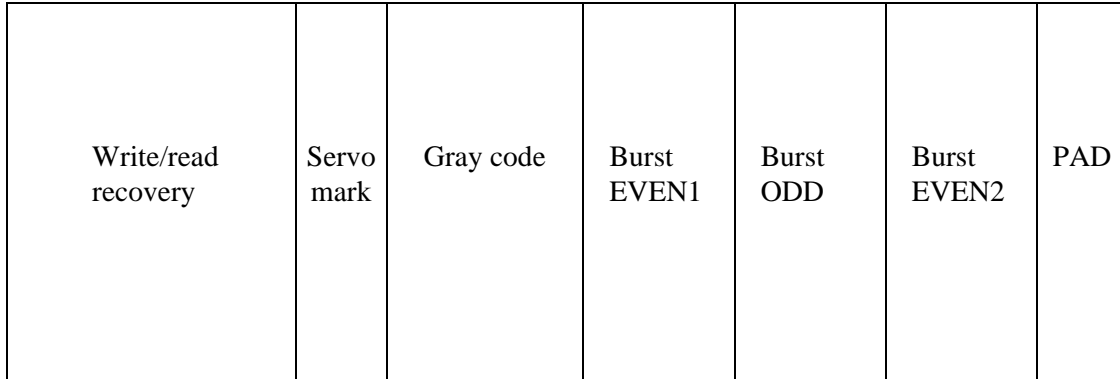 Write/read
recovery
Servo
mark
Gray code
Burst
EVEN1
Burst
ODD
Burst
EVEN2
PAD